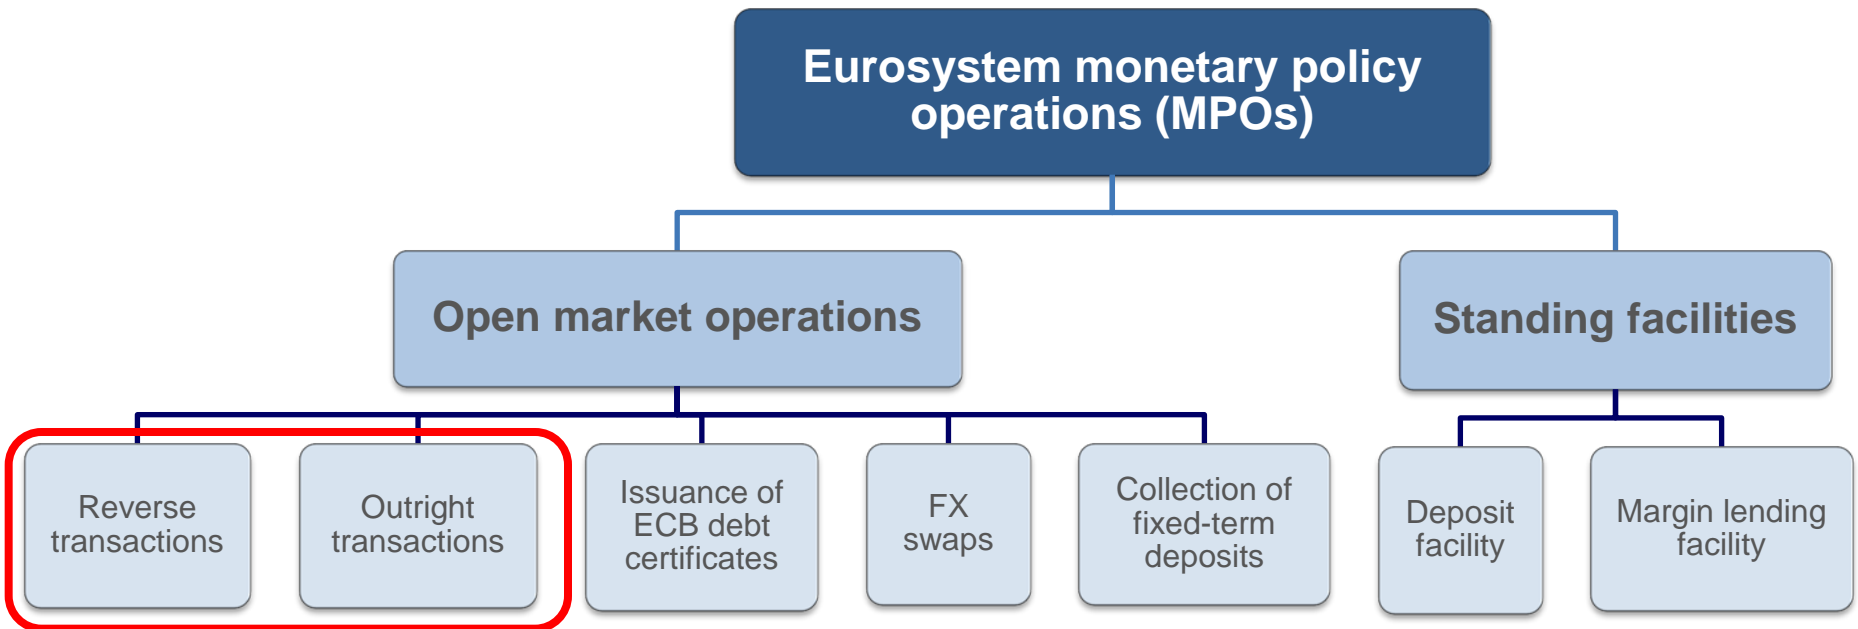 Eurosystem monetary policy
operations (MPOs)
Open market operations
Standing facilities
Reverse
transactions
Outright
transactions
Issuance of
ECB debt
certificates
FX
swaps
Collection of
fixed-term
deposits
Deposit
facility
Margin lending
facility